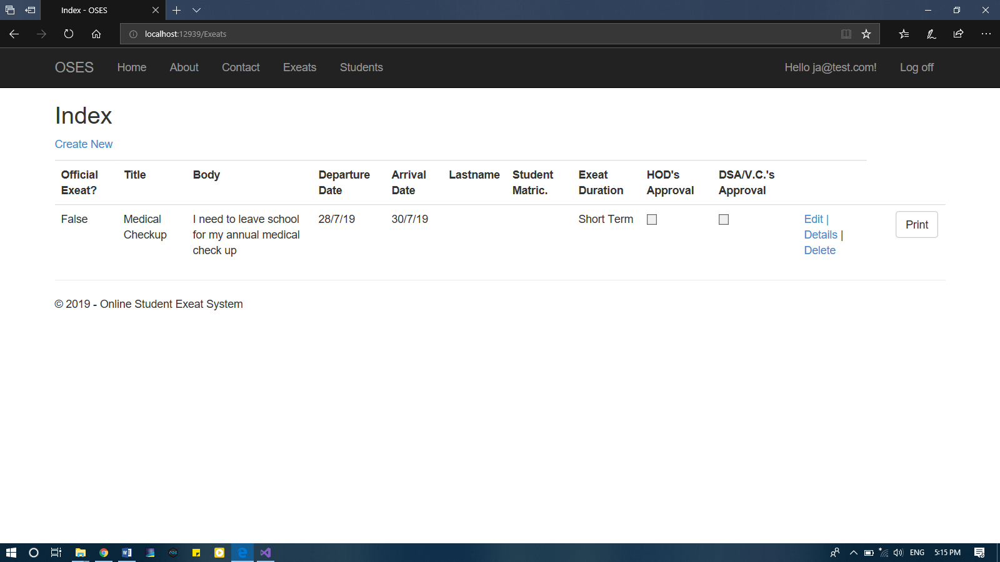 Index - OSES
localhost:12939/Exeats
OSES Home About Contact Exeats Students Hello ja@test.com! Log off
Index
Create New
Official Exeat? Title Body Departure Date Arrival Date Lastname Student Matric. Exeat Duration HOD's Approval DSA/V.C.'s Approval
False Medical Checkup I need to leave school for my annual medical check up 28/7/19 30/7/19 Short Term Edit | Details | Delete Print
© 2019 - Online Student Exeat System
ENG 5:15 PM